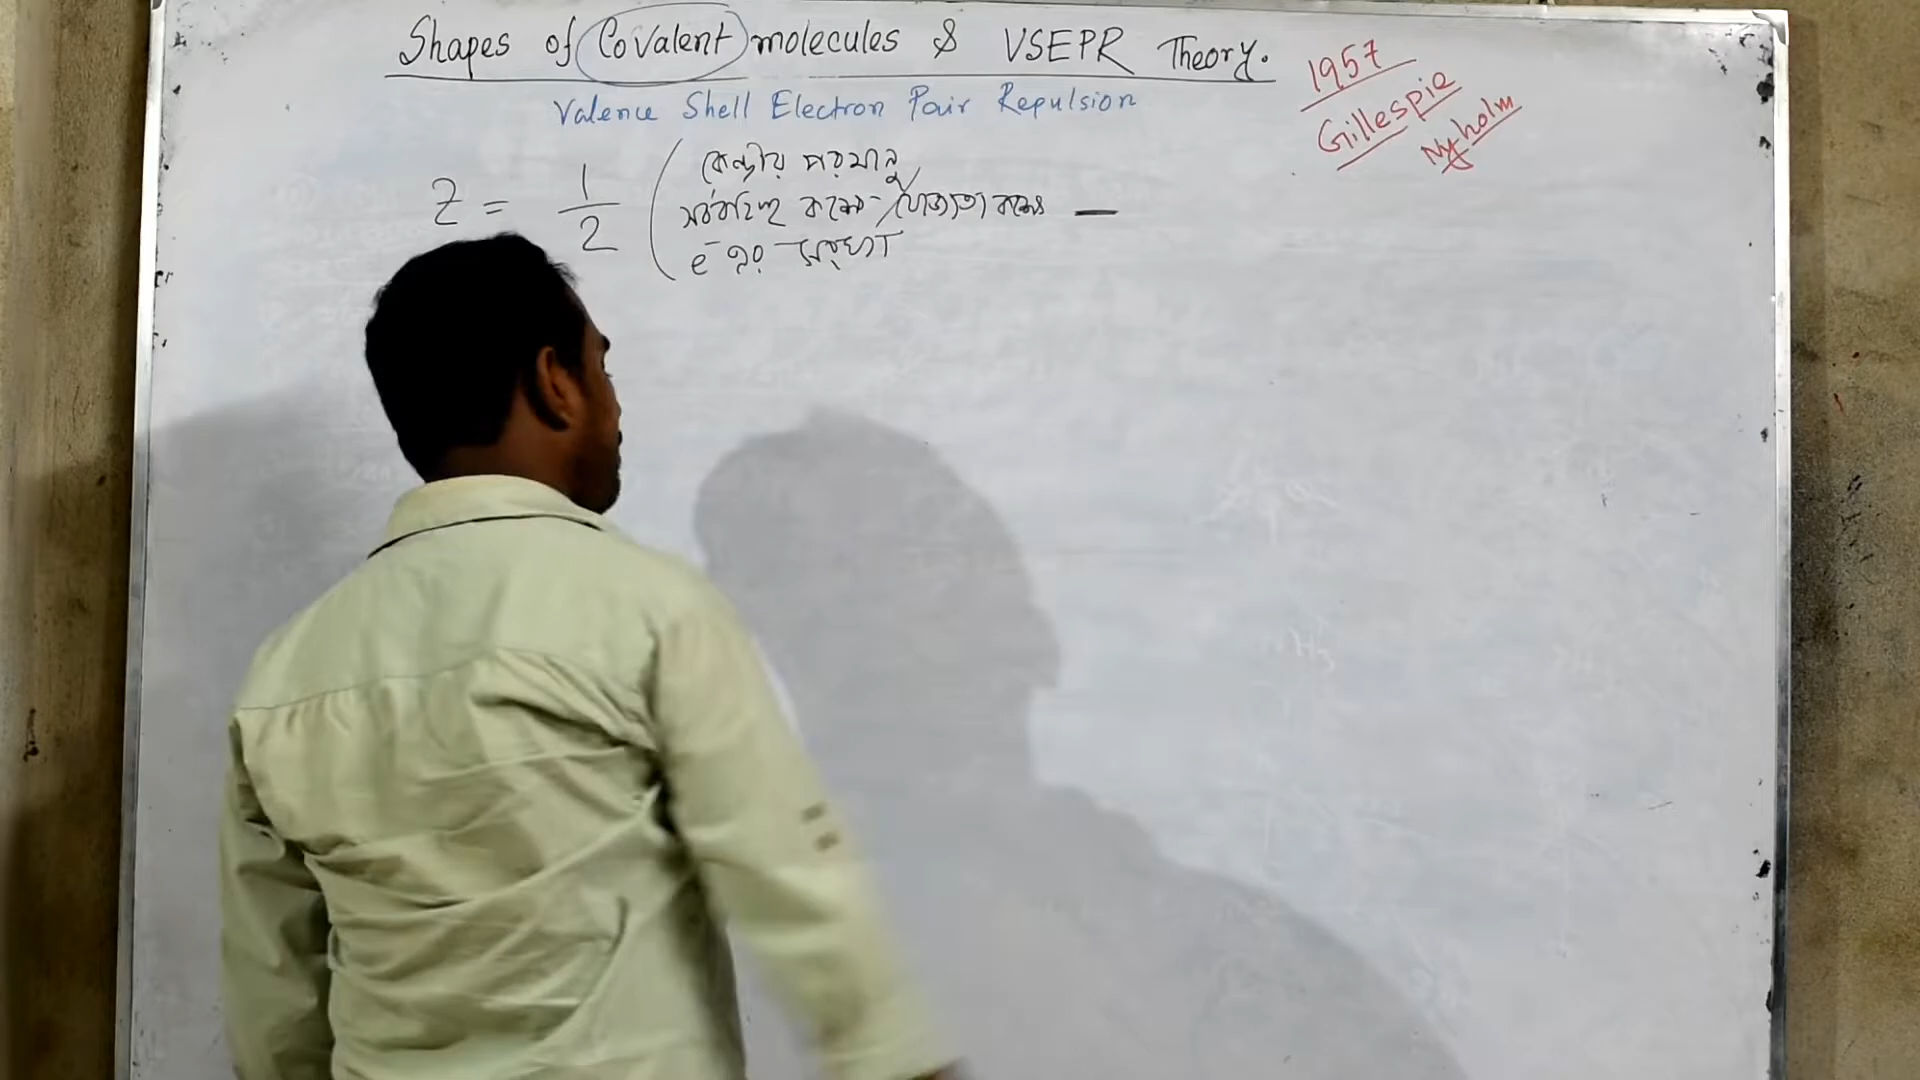 Shapes of Covalent molecules & VSEPR Theory.
Valence Shell Electron Pair Repulsion
1957
Gillespie
Nyholm
Z = 1/2 ( কেন্দ্রীয় পরমানু
সর্ববহিঃস্থ কক্ষে/যোজ্যতা কক্ষে —
e⁻ এর সংখ্যা